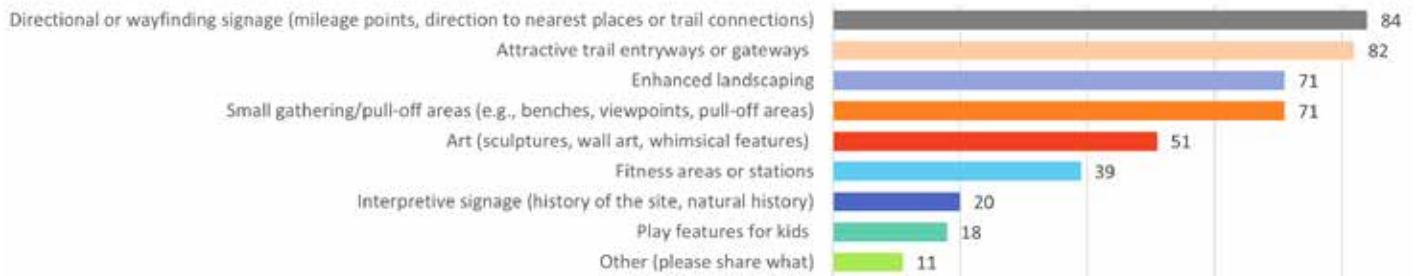 Directional or wayfinding signage (mileage points, direction to nearest places or trail connections) 84
Attractive trail entryways or gateways 82
Enhanced landscaping 71
Small gathering/pull-off areas (e.g., benches, viewpoints, pull-off areas) 71
Art (sculptures, wall art, whimsical features) 51
Fitness areas or stations 39
Interpretive signage (history of the site, natural history) 20
Play features for kids 18
Other (please share what) 11